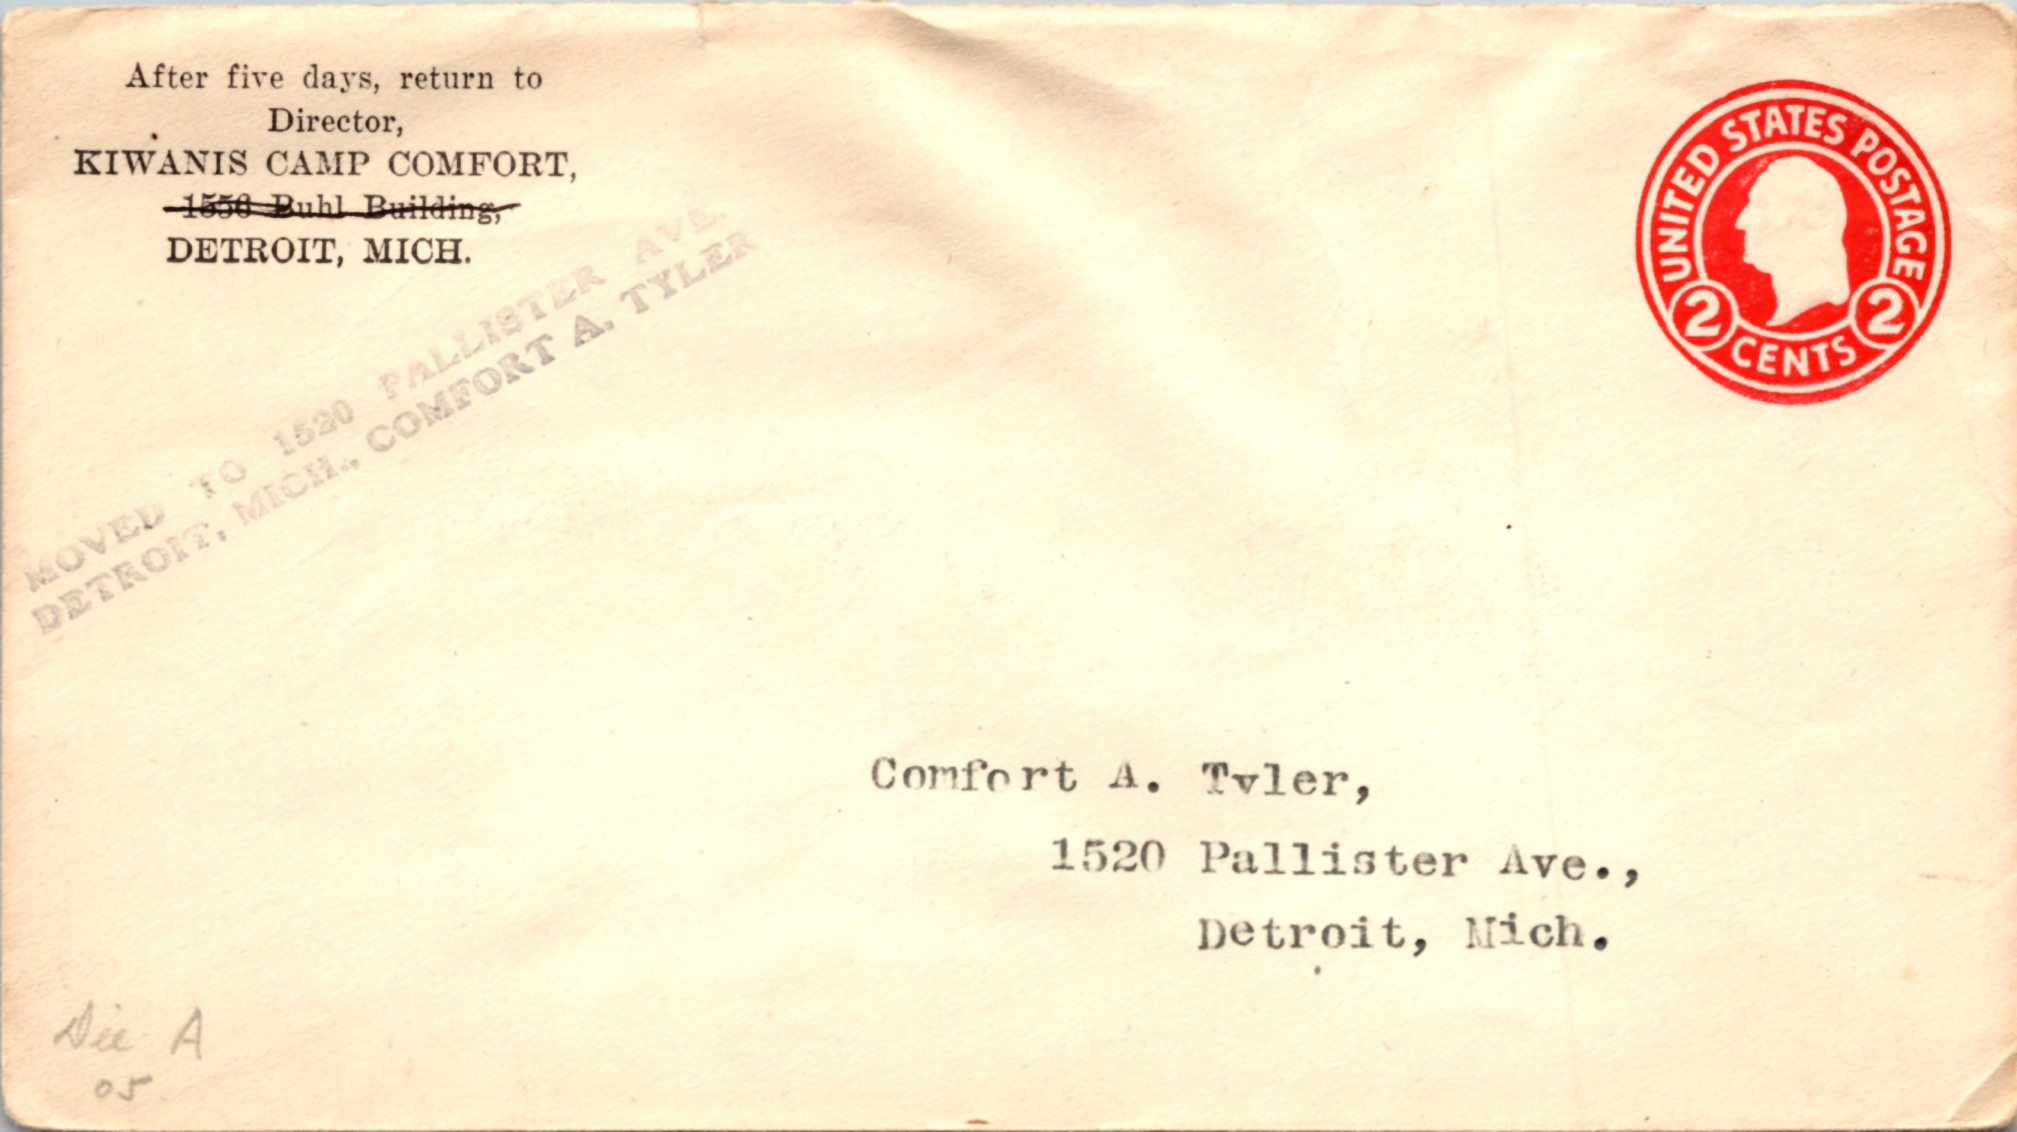 After five days, return to
Director,
KIWANIS CAMP COMFORT,
1556 Buhl Building,
DETROIT, MICH.
MOVED TO 1520 PALLISTER AVE.
DETROIT, MICH., COMFORT A. TYLER
UNITED STATES POSTAGE
2 CENTS 2
Comfort A. Tyler,
1520 Pallister Ave.,
Detroit, Mich.
Die A
05